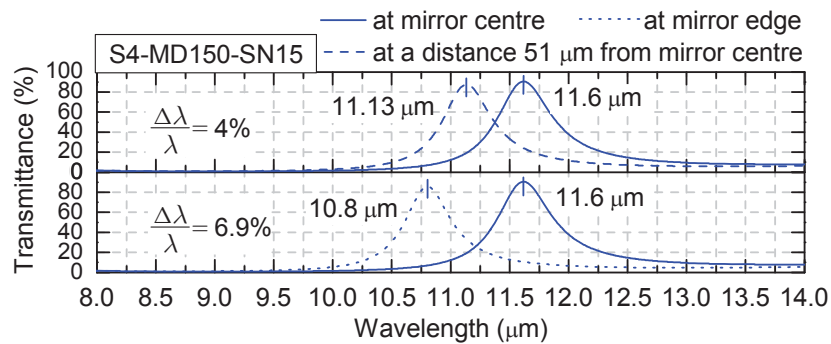 at mirror centre at mirror edge
S4-MD150-SN15
at a distance 51 µm from mirror centre
Transmittance (%)
100
80
60
40
20
0
11.13 µm
11.6 µm
Δλ/λ = 4%
80
60
40
20
0
10.8 µm
11.6 µm
Δλ/λ = 6.9%
8.0 8.5 9.0 9.5 10.0 10.5 11.0 11.5 12.0 12.5 13.0 13.5 14.0
Wavelength (µm)